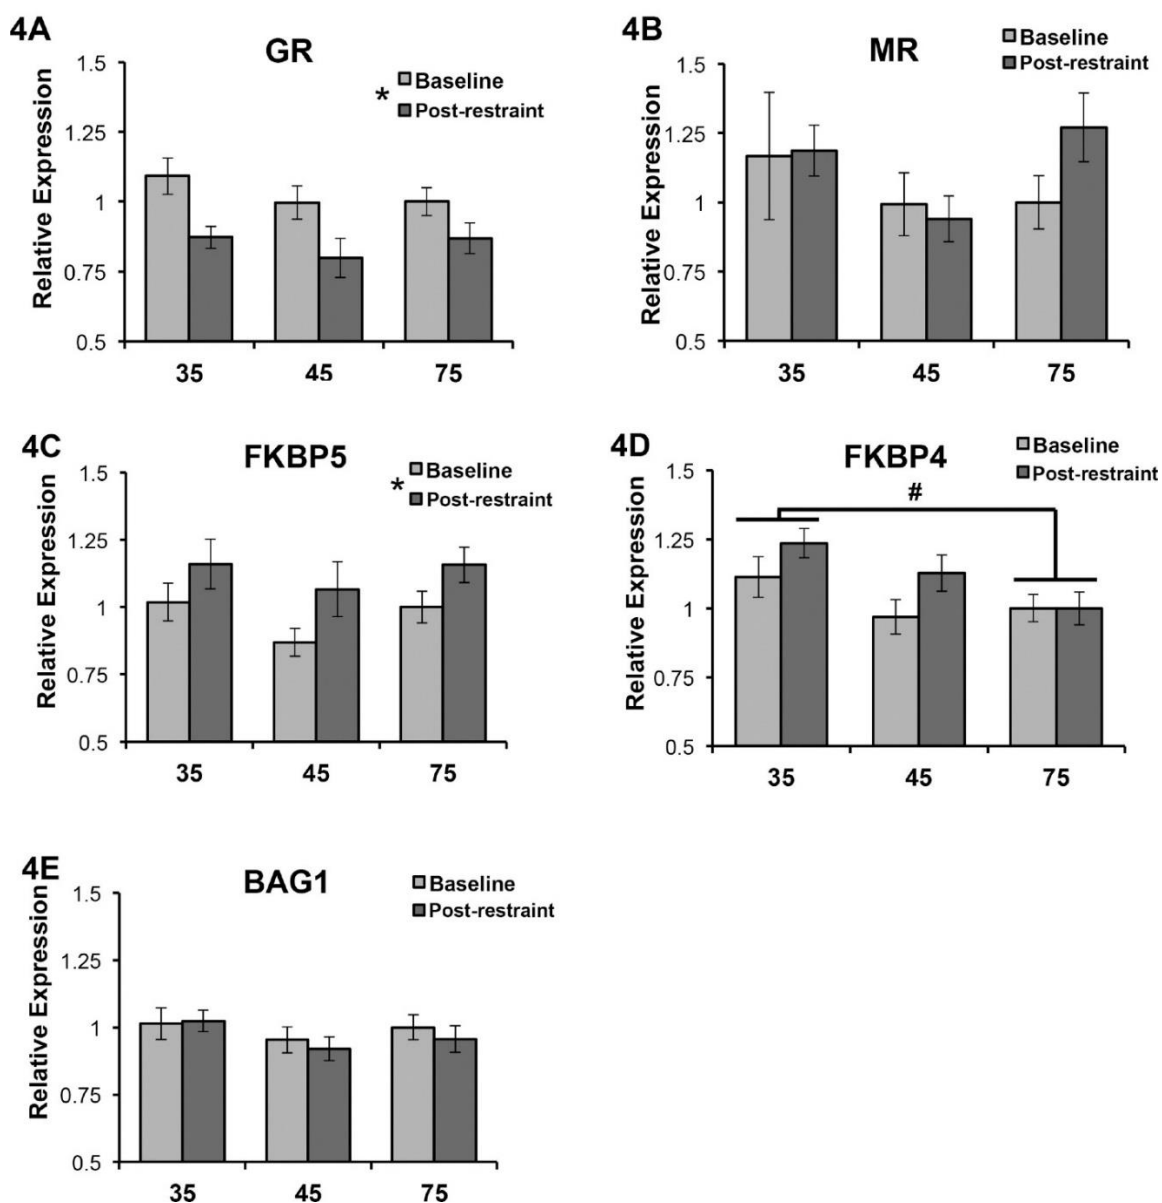 4A
GR
Baseline
* Post-restraint
Relative Expression
1.5
1.25
1
0.75
0.5
35 45 75
4B
MR
Baseline
Post-restraint
Relative Expression
1.5
1.25
1
0.75
0.5
35 45 75
4C
FKBP5
Baseline
* Post-restraint
Relative Expression
1.5
1.25
1
0.75
0.5
35 45 75
4D
FKBP4
Baseline
Post-restraint
#
Relative Expression
1.5
1.25
1
0.75
0.5
35 45 75
4E
BAG1
Baseline
Post-restraint
Relative Expression
1.5
1.25
1
0.75
0.5
35 45 75